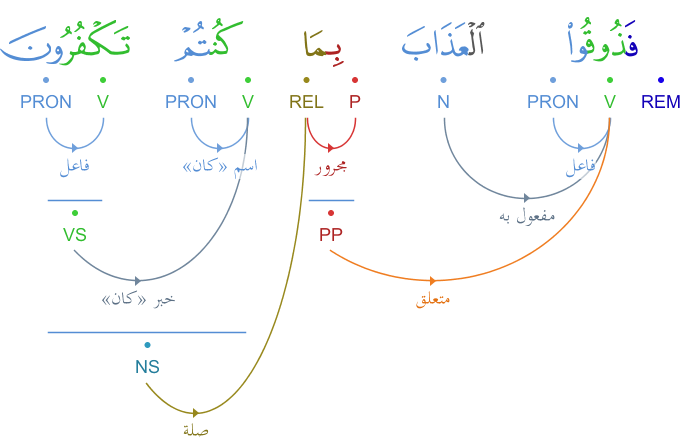 فَذُوقُوا۟ ٱلْعَذَابَ بِمَا كُنتُمْ تَكْفُرُونَ
REM V PRON N P REL V PRON V PRON
فاعل مجرور اسم «كان» فاعل
مفعول به
PP VS
متعلق خبر «كان»
NS
صلة